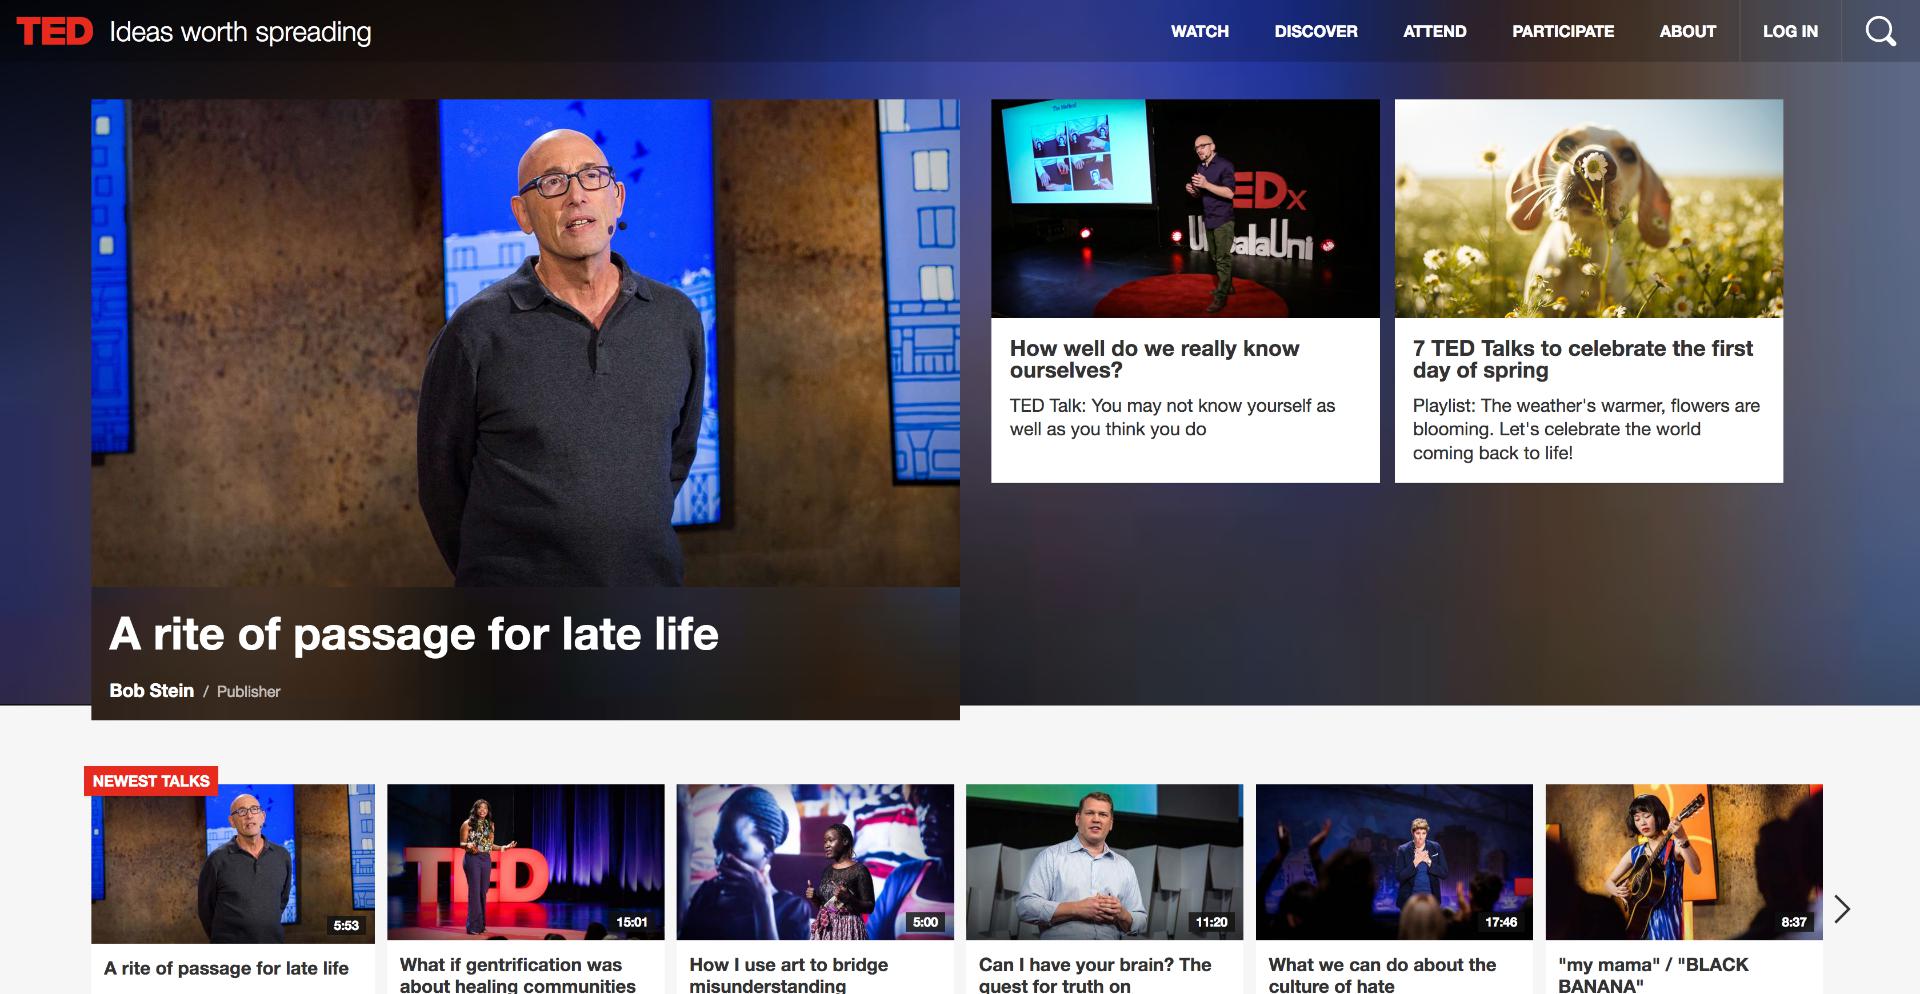 TED Ideas worth spreading
WATCH DISCOVER ATTEND PARTICIPATE ABOUT LOG IN
The Method
EDx
How well do we really know
ourselves?
TED Talk: You may not know yourself as
well as you think you do
7 TED Talks to celebrate the first
day of spring
Playlist: The weather's warmer, flowers are
blooming. Let's celebrate the world
coming back to life!
A rite of passage for late life
Bob Stein / Publisher
NEWEST TALKS
5:53
A rite of passage for late life
TED
15:01
What if gentrification was
about healing communities
5:00
How I use art to bridge
misunderstanding
11:20
Can I have your brain? The
quest for truth on
17:46
What we can do about the
culture of hate
8:37
"my mama" / "BLACK
BANANA"